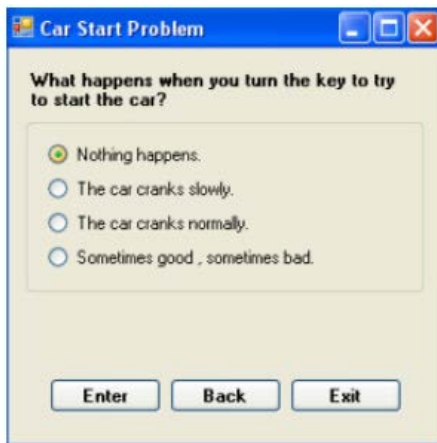 Car Start Problem
What happens when you turn the key to try
to start the car?
Nothing happens.
The car cranks slowly.
The car cranks normally.
Sometimes good , sometimes bad.
Enter Back Exit